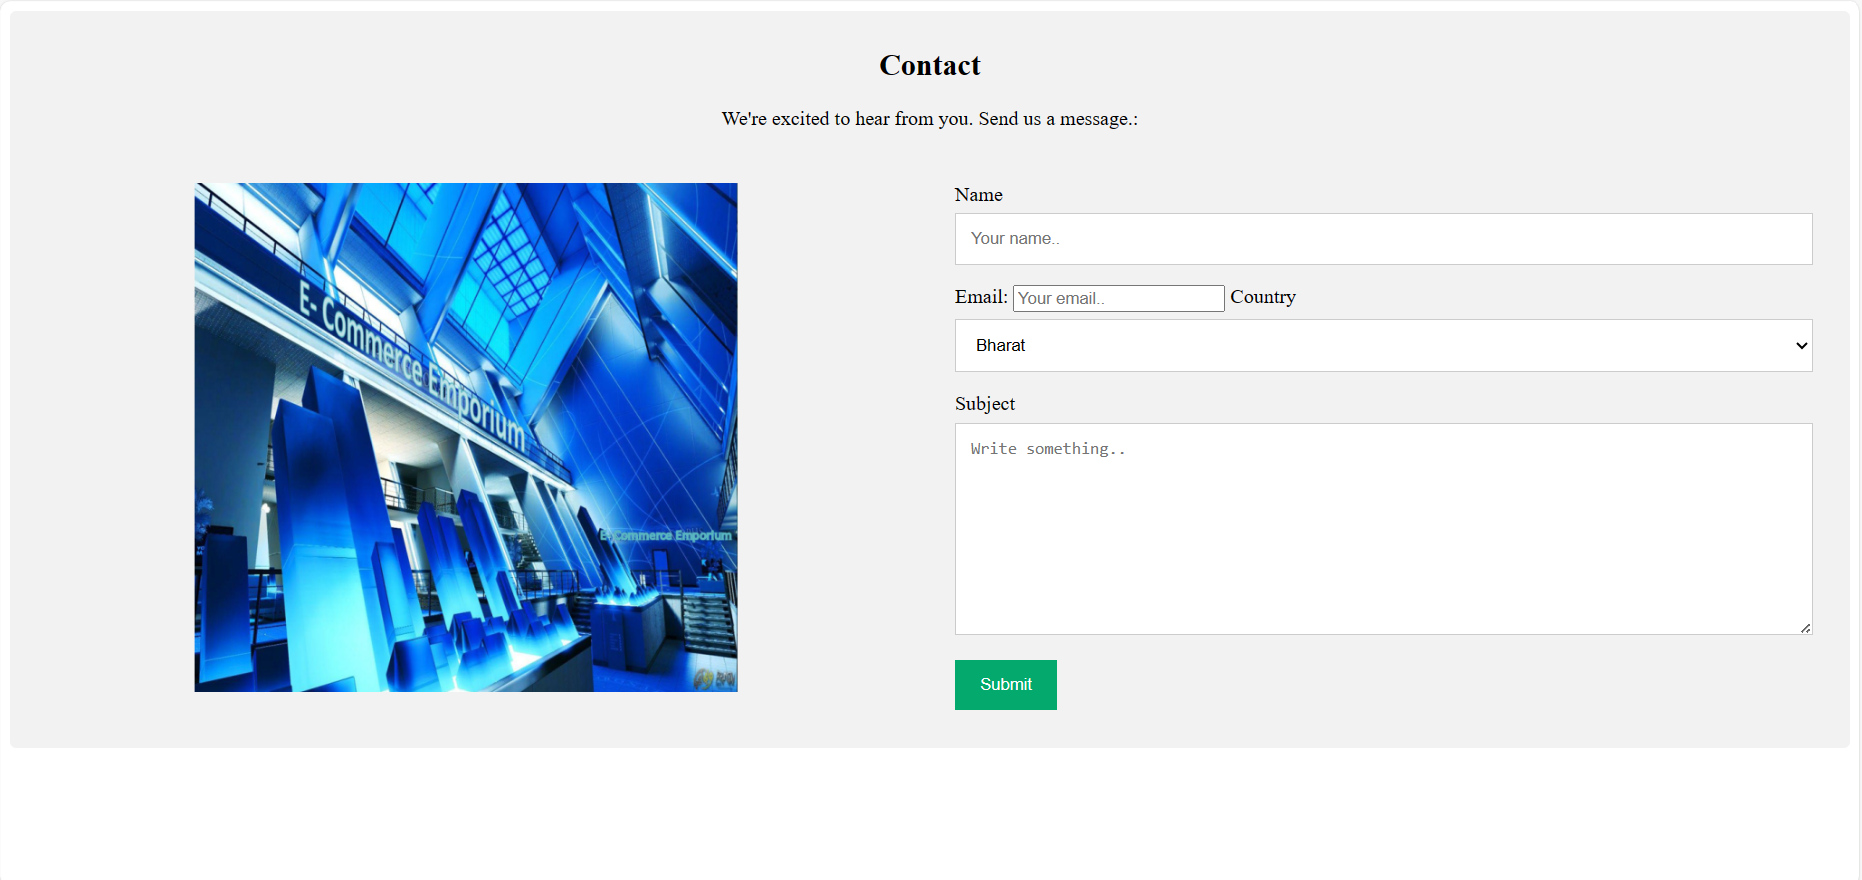 Contact
We're excited to hear from you. Send us a message.:
E- Commerce Emporium
E- Commerce Emporium
Name
Your name..
Email: Your email.. Country
Bharat
Subject
Write something..
Submit